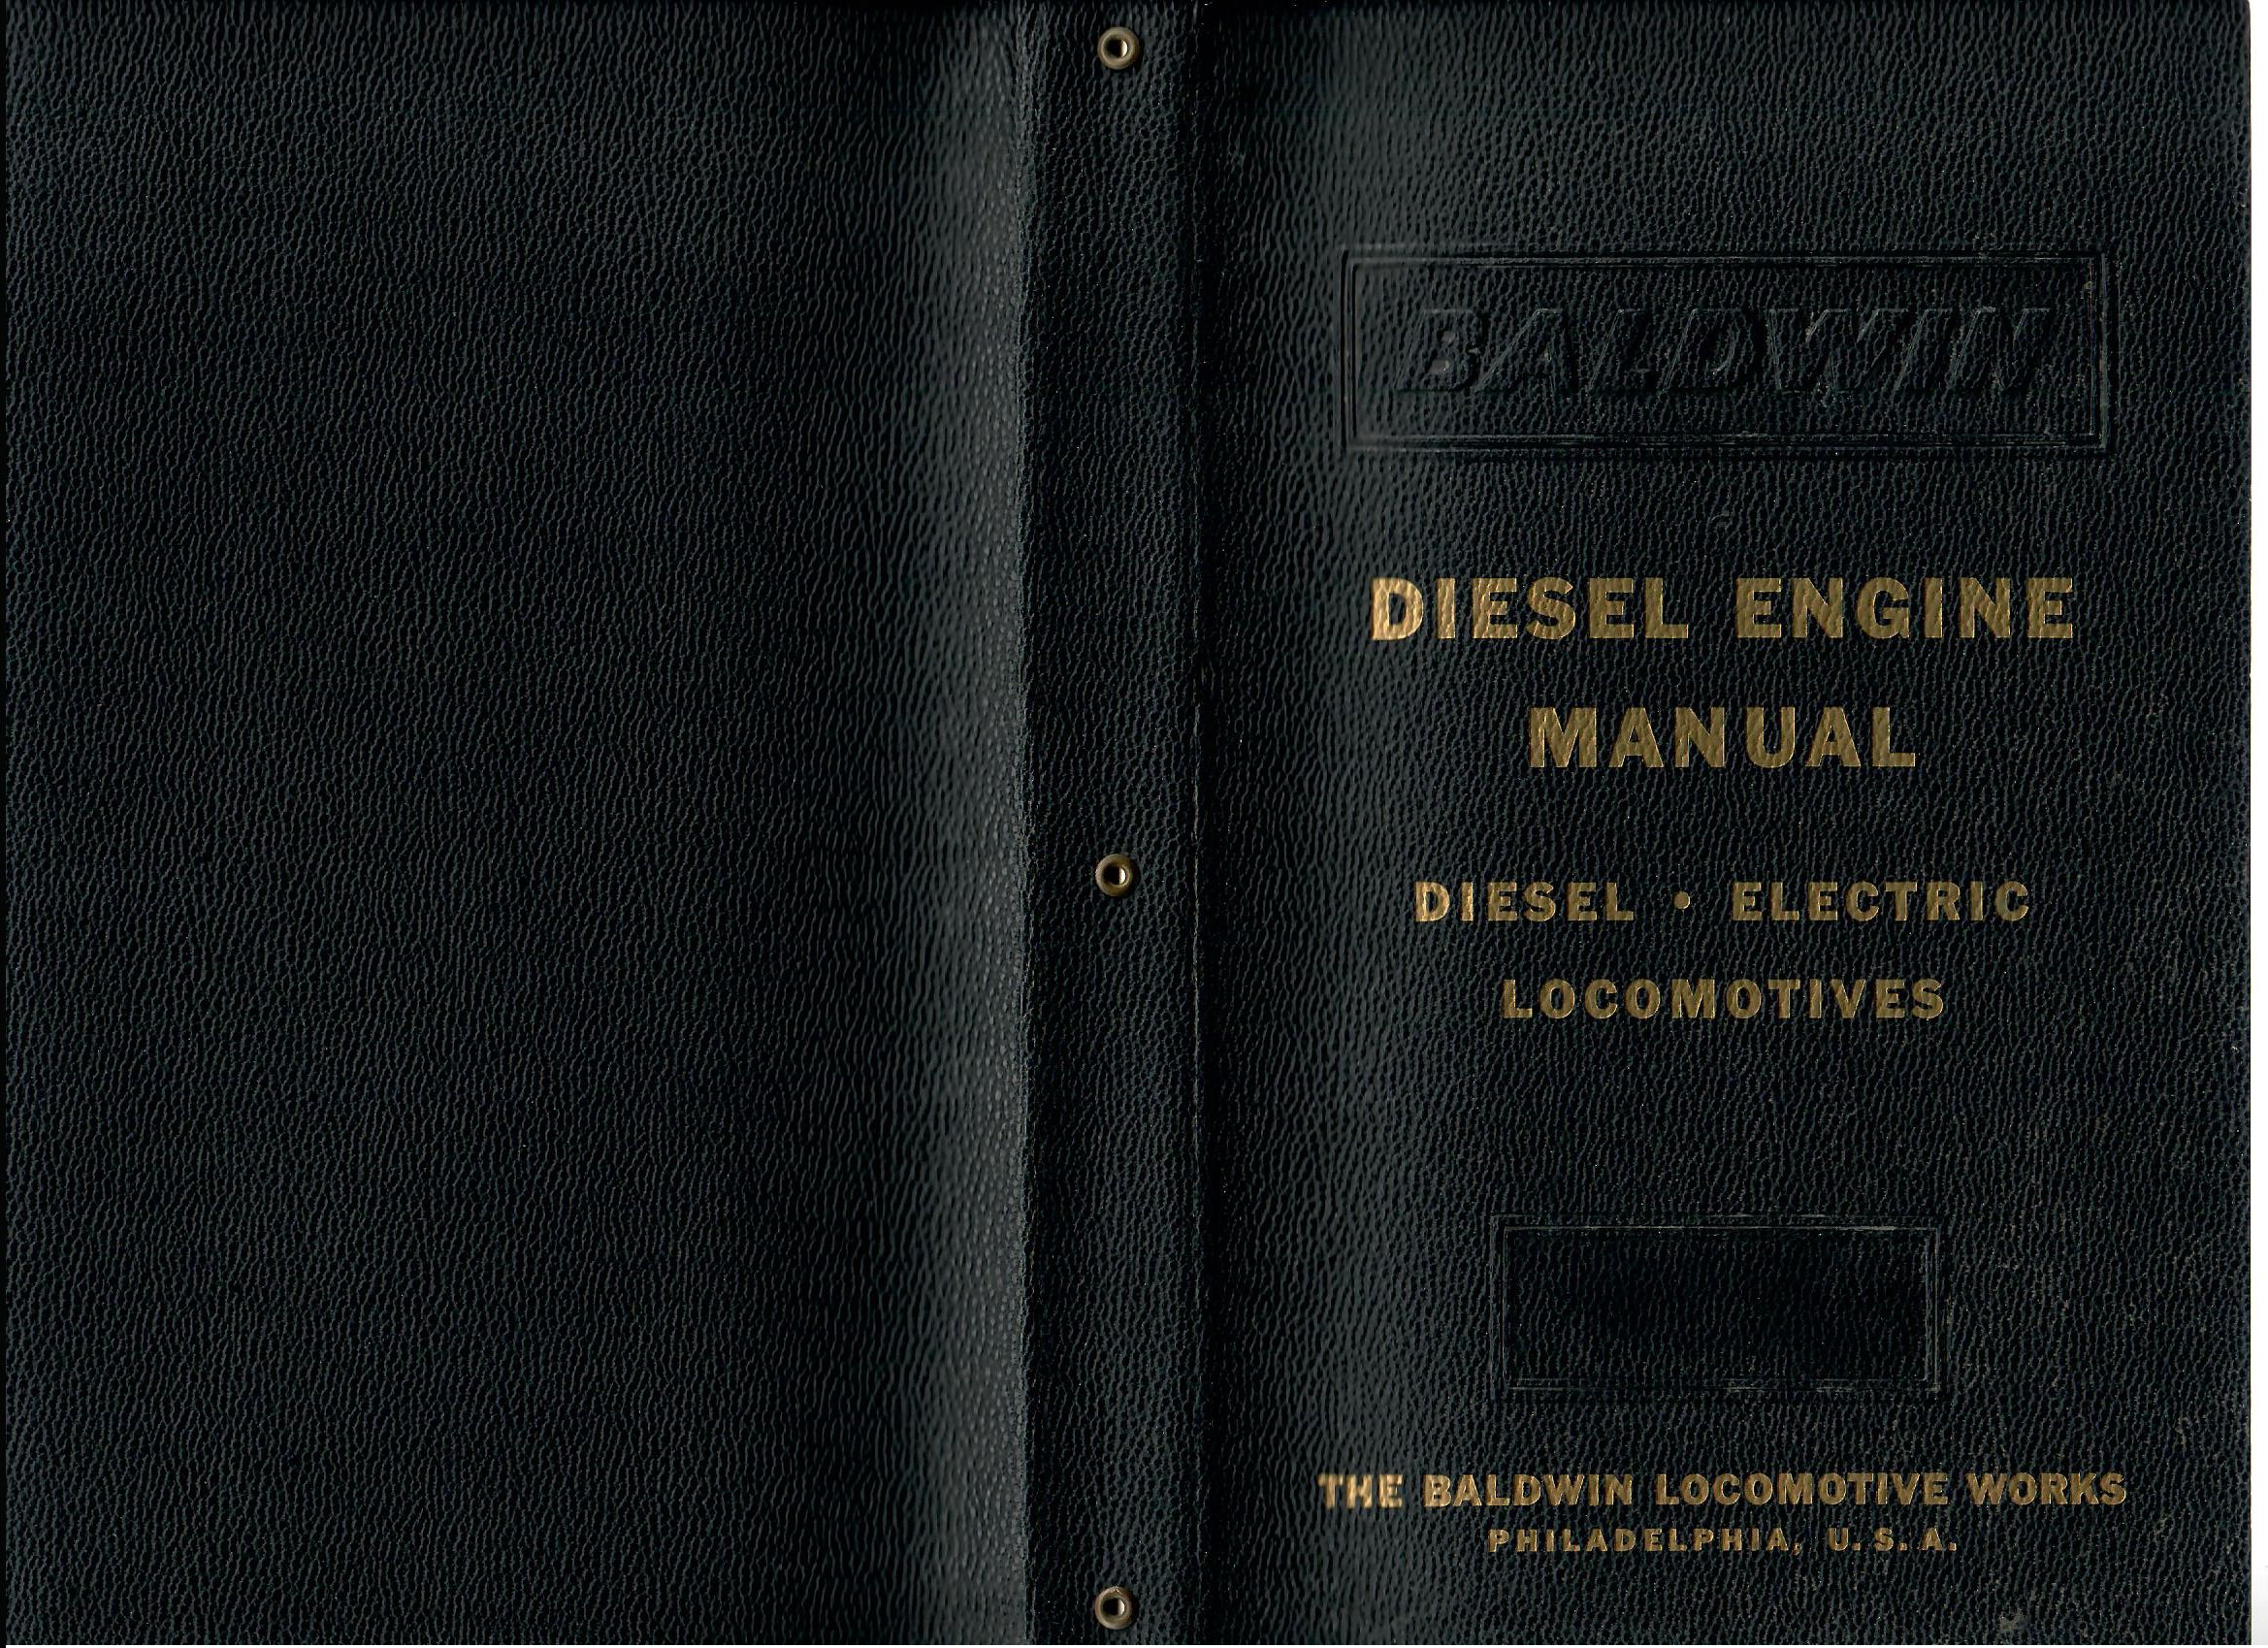 BALDWIN
DIESEL ENGINE
MANUAL
DIESEL • ELECTRIC
LOCOMOTIVES
THE BALDWIN LOCOMOTIVE WORKS
PHILADELPHIA, U. S. A.